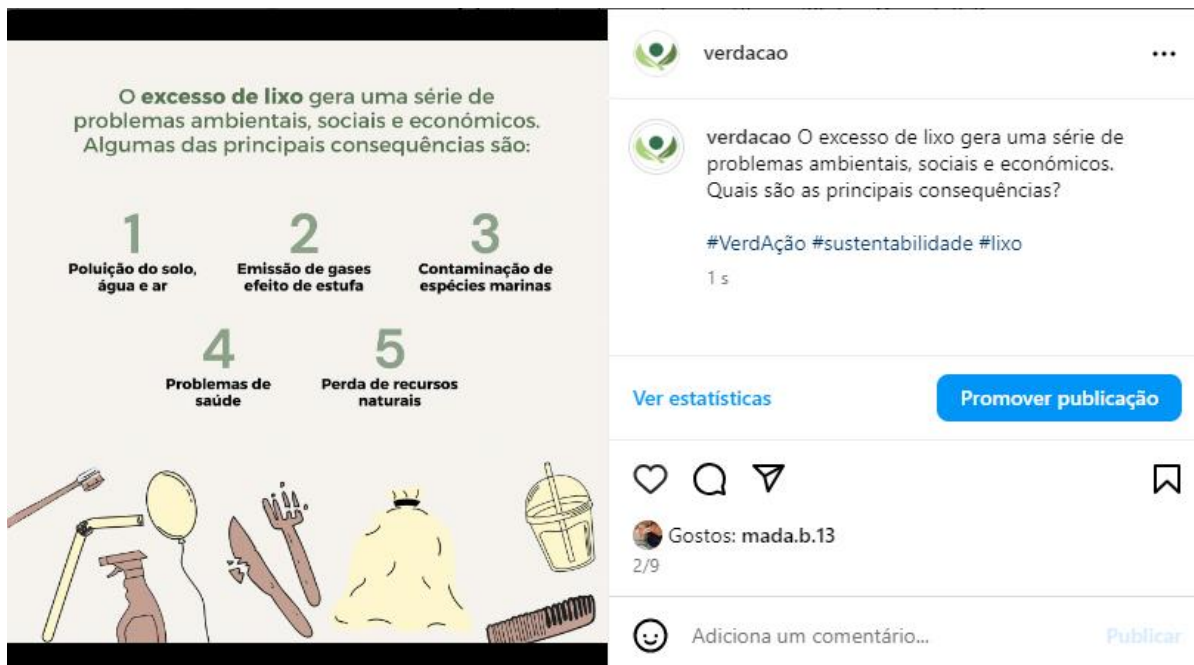 O excesso de lixo gera uma série de
problemas ambientais, sociais e económicos.
Algumas das principais consequências são:
1
Poluição do solo,
água e ar
2
Emissão de gases
efeito de estufa
3
Contaminação de
espécies marinas
4
Problemas de
saúde
5
Perda de recursos
naturais
verdacao
verdacao O excesso de lixo gera uma série de
problemas ambientais, sociais e económicos.
Quais são as principais consequências?
#VerdAção #sustentabilidade #lixo
1 s
Ver estatísticas
Promover publicação
Gostos: mada.b.13
2/9
Adiciona um comentário...
Publicar